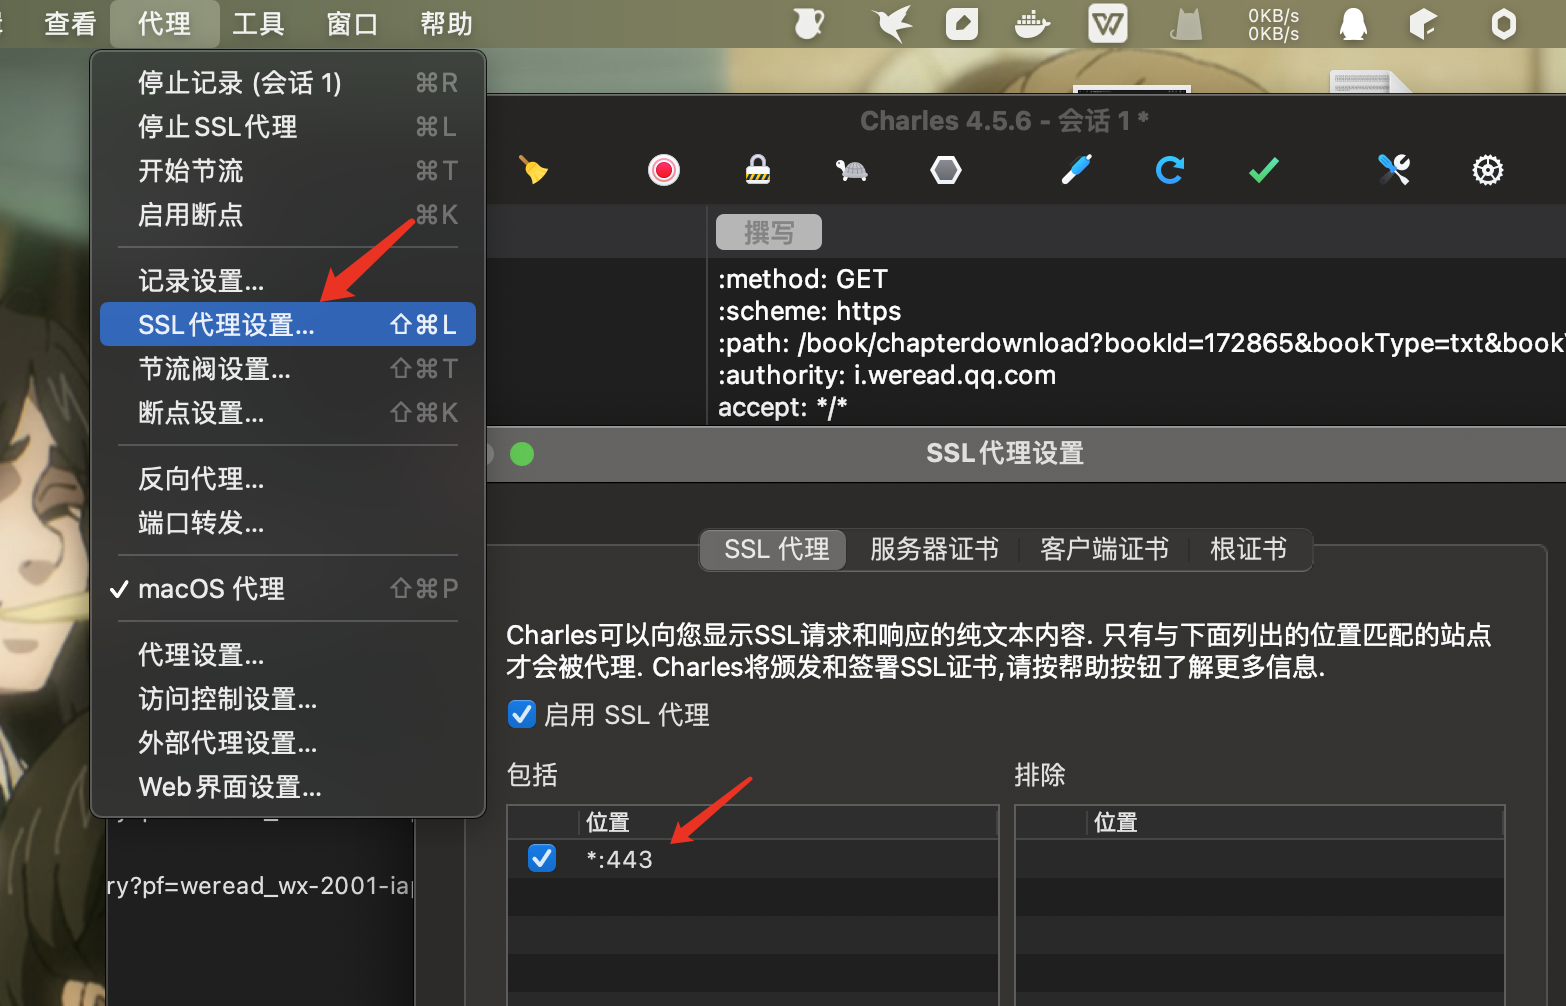 查看 代理 工具 窗口 帮助
0KB/s
0KB/s
停止记录 (会话 1) ⌘R
停止SSL代理 ⌘L
开始节流 ⌘T
启用断点 ⌘K
记录设置...
SSL代理设置... ⇧⌘L
节流阀设置... ⇧⌘T
断点设置... ⇧⌘K
反向代理...
端口转发...
✓ macOS 代理 ⇧⌘P
代理设置...
访问控制设置...
外部代理设置...
Web界面设置...
Charles 4.5.6 - 会话 1 *
撰写
:method: GET
:scheme: https
:path: /book/chapterdownload?bookId=172865&bookType=txt&book
:authority: i.weread.qq.com
accept: */*
ry?pf=weread_wx-2001-ia
SSL代理设置
SSL 代理 服务器证书 客户端证书 根证书
Charles可以向您显示SSL请求和响应的纯文本内容. 只有与下面列出的位置匹配的站点
才会被代理. Charles将颁发和签署SSL证书,请按帮助按钮了解更多信息.
启用 SSL 代理
包括 排除
位置 位置
*:443